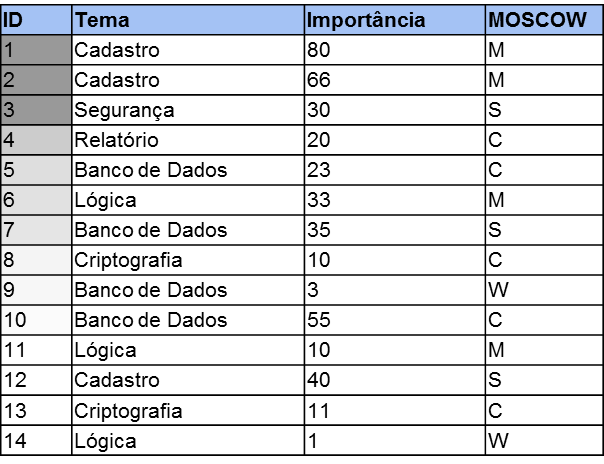 ID Tema Importância MOSCOW
1 Cadastro 80 M
2 Cadastro 66 M
3 Segurança 30 S
4 Relatório 20 C
5 Banco de Dados 23 C
6 Lógica 33 M
7 Banco de Dados 35 S
8 Criptografia 10 C
9 Banco de Dados 3 W
10 Banco de Dados 55 C
11 Lógica 10 M
12 Cadastro 40 S
13 Criptografia 11 C
14 Lógica 1 W